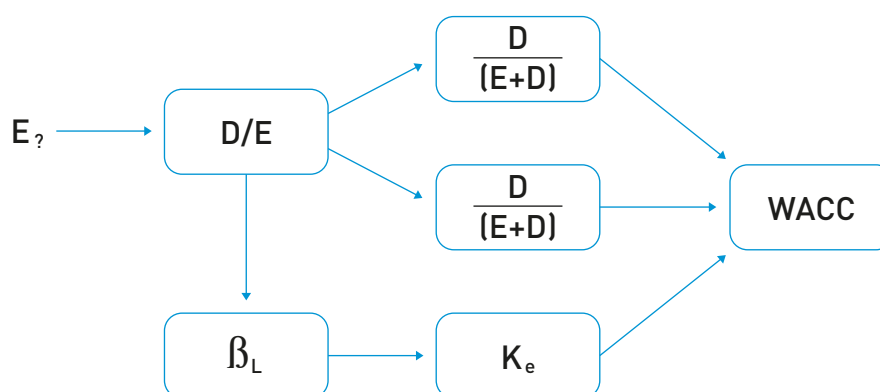 D
(E+D)
E? D/E
D
(E+D)
WACC
ßL Ke